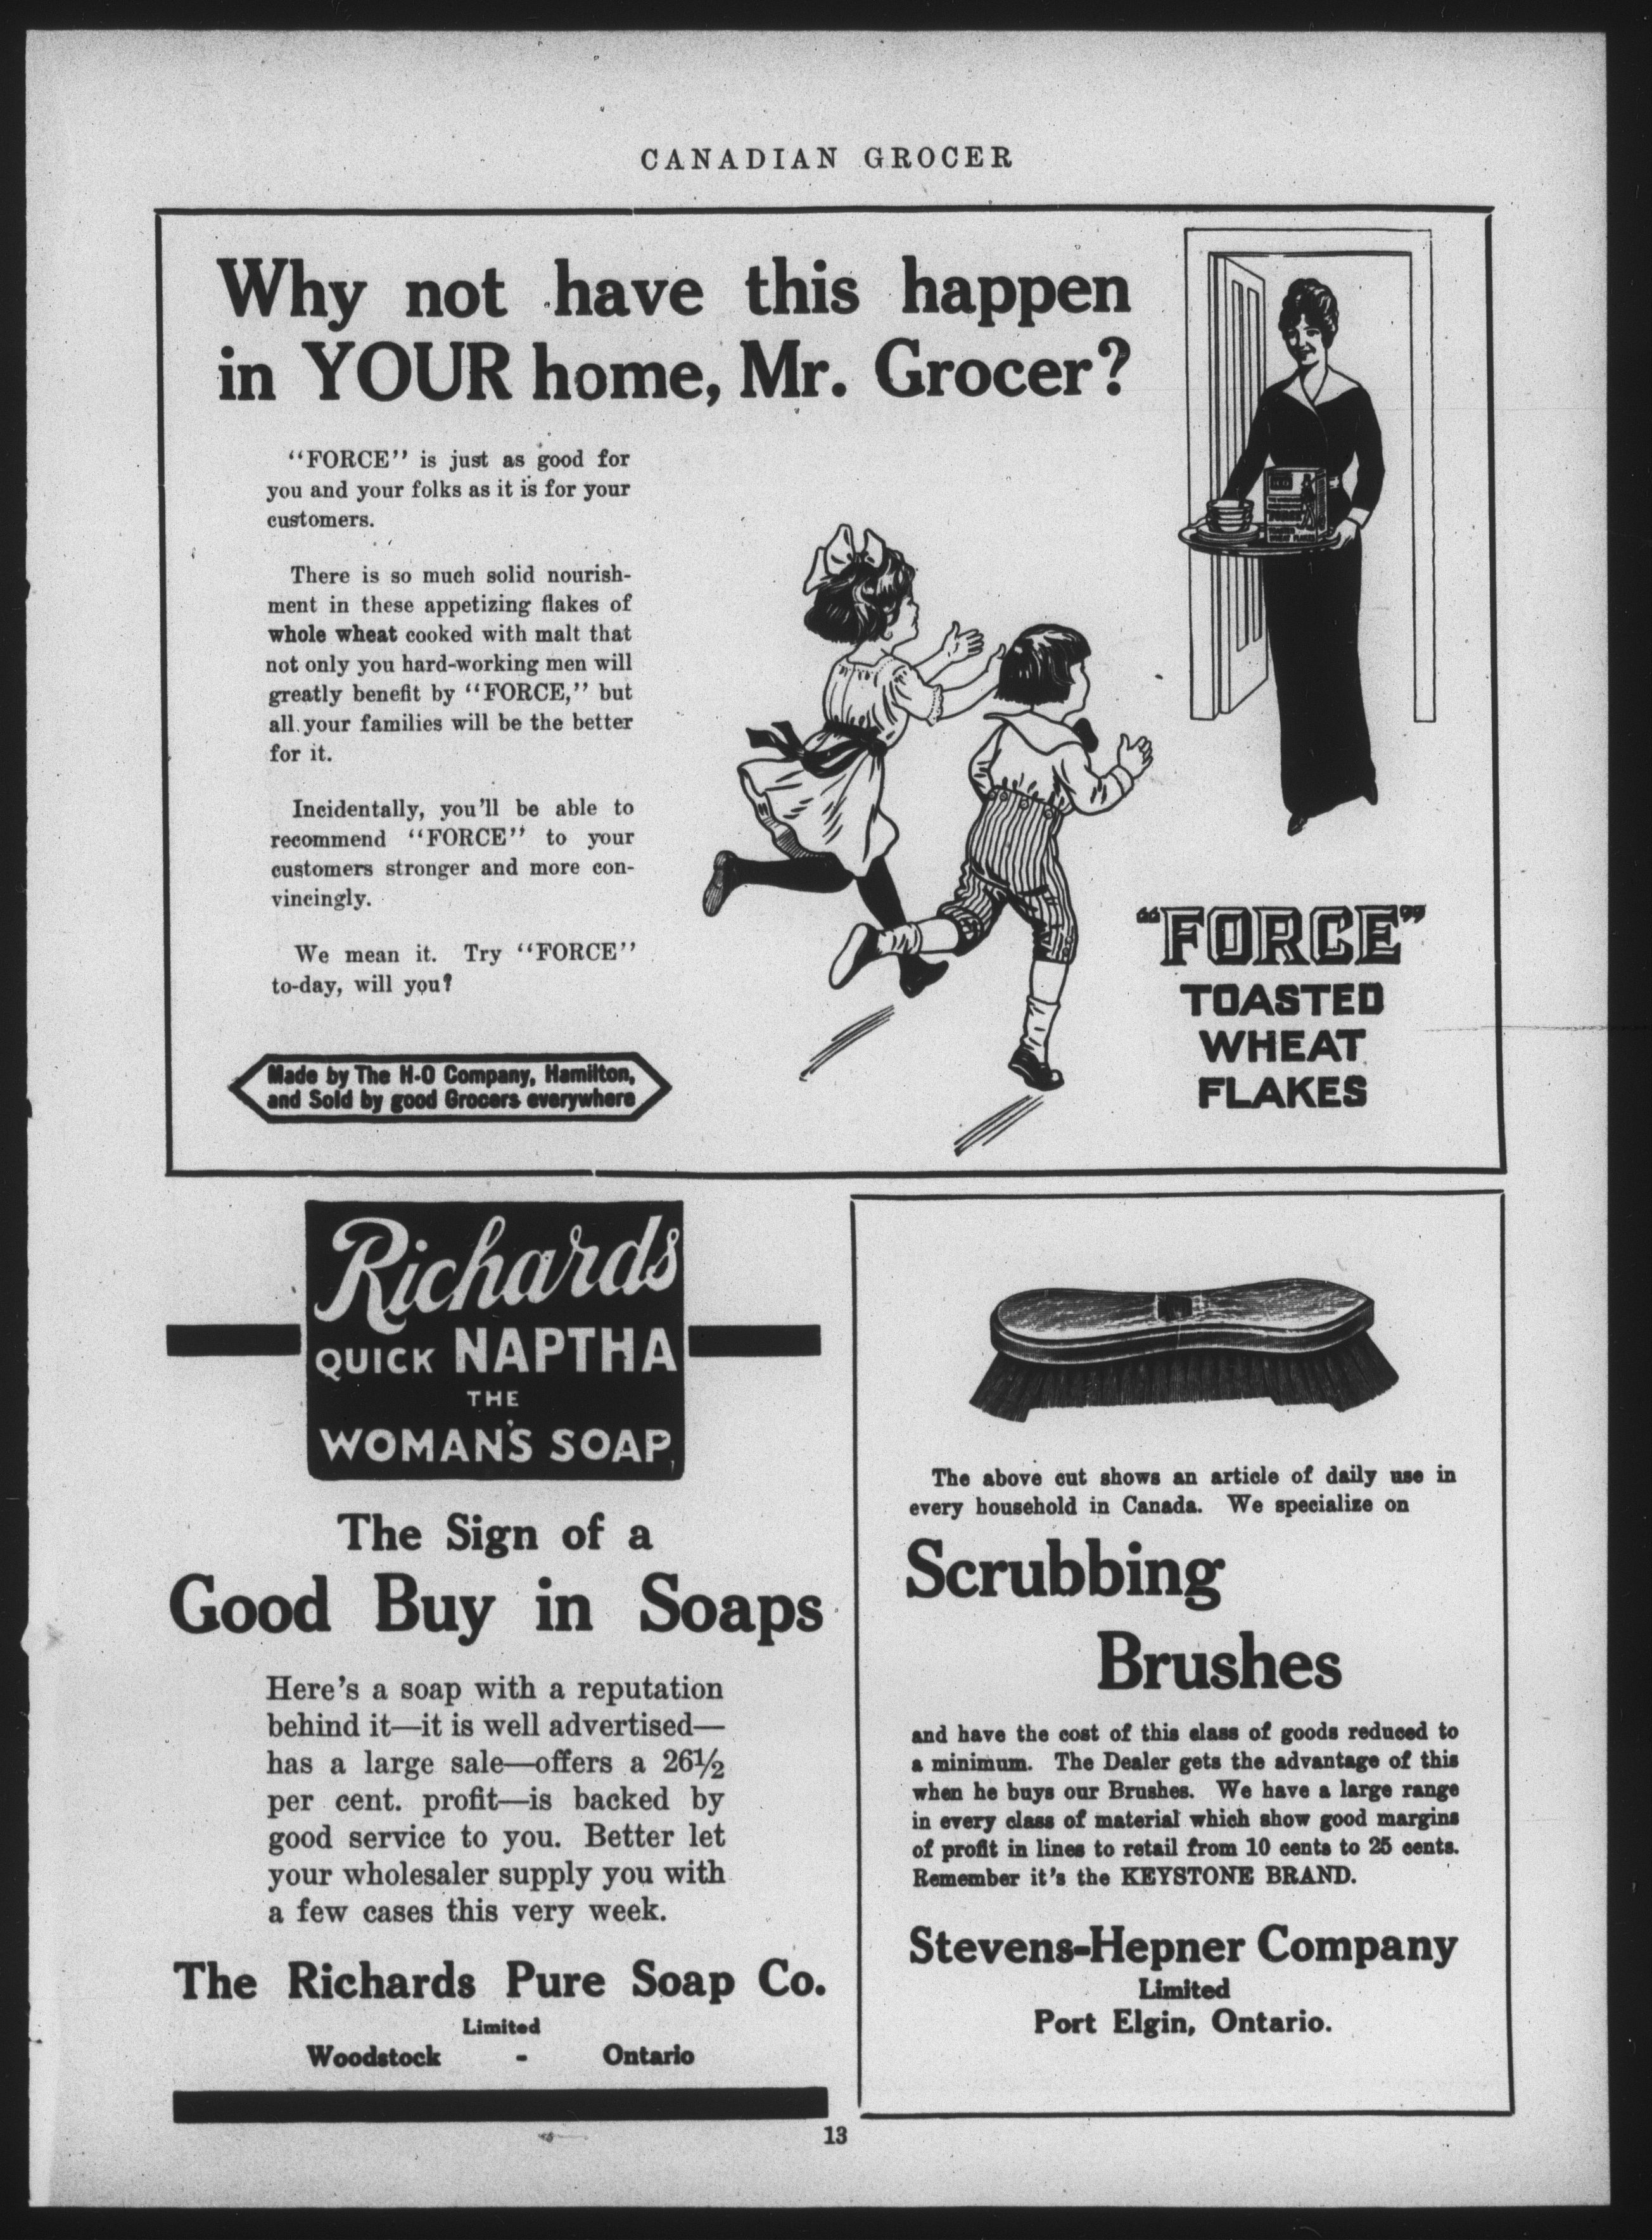 CANADIAN GROCER
Why not have this happen
in YOUR home, Mr. Grocer?
"FORCE" is just as good for
you and your folks as it is for your
customers.
There is so much solid nourish-
ment in these appetizing flakes of
whole wheat cooked with malt that
not only you hard-working men will
greatly benefit by "FORCE," but
all your families will be the better
for it.
Incidentally, you'll be able to
recommend "FORCE" to your
customers stronger and more con-
vincingly.
We mean it. Try "FORCE"
to-day, will you?
Made by The H-O Company, Hamilton,
and Sold by good Grocers everywhere
"FORCE"
TOASTED
WHEAT
FLAKES
Richards
QUICK NAPTHA
THE
WOMAN'S SOAP
The Sign of a
Good Buy in Soaps
Here's a soap with a reputation
behind it—it is well advertised—
has a large sale—offers a 26½
per cent. profit—is backed by
good service to you. Better let
your wholesaler supply you with
a few cases this very week.
The Richards Pure Soap Co.
Limited
Woodstock - Ontario
The above cut shows an article of daily use in
every household in Canada. We specialize on
Scrubbing
Brushes
and have the cost of this class of goods reduced to
a minimum. The Dealer gets the advantage of this
when he buys our Brushes. We have a large range
in every class of material which show good margins
of profit in lines to retail from 10 cents to 25 cents.
Remember it's the KEYSTONE BRAND.
Stevens-Hepner Company
Limited
Port Elgin, Ontario.
13